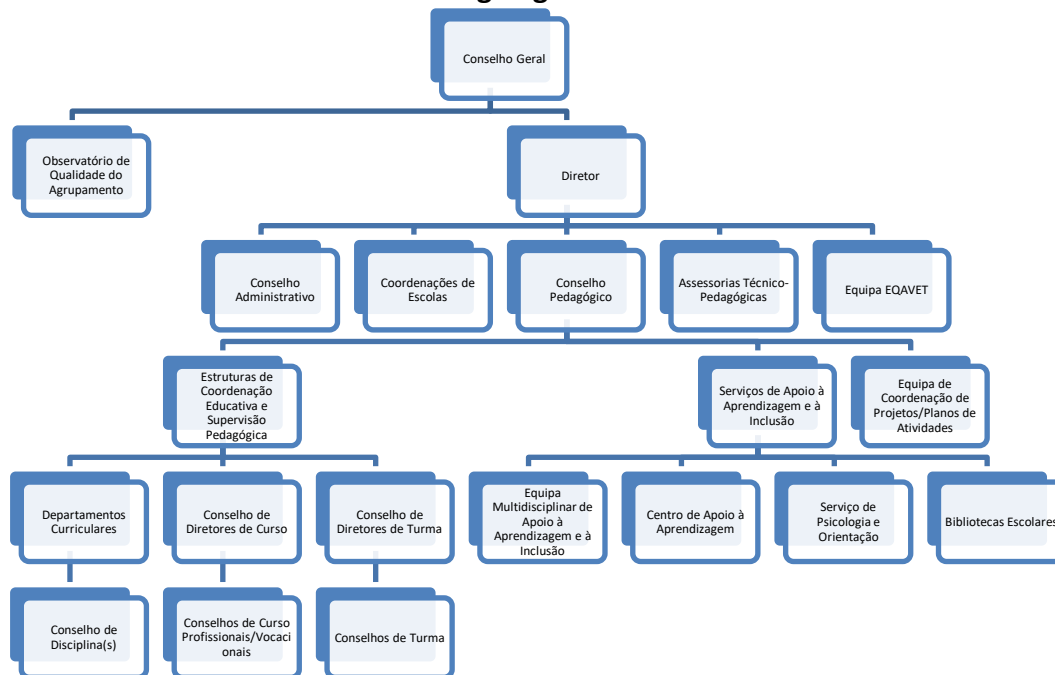 Conselho Geral
Observatório de
Qualidade do
Agrupamento
Diretor
Conselho
Administrativo
Coordenações de
Escolas
Conselho
Pedagógico
Assessorias Técnico-
Pedagógicas
Equipa EQAVET
Estruturas de
Coordenação
Educativa e
Supervisão
Pedagógica
Serviços de Apoio à
Aprendizagem e à
Inclusão
Equipa de
Coordenação de
Projetos/Planos de
Atividades
Departamentos
Curriculares
Conselho de
Diretores de Curso
Conselho de
Diretores de Turma
Equipa
Multidisciplinar de
Apoio à
Aprendizagem e à
Inclusão
Centro de Apoio à
Aprendizagem
Serviço de
Psicologia e
Orientação
Bibliotecas Escolares
Conselho de
Disciplina(s)
Conselhos de Curso
Profissionais/Vocaci
onais
Conselhos de Turma